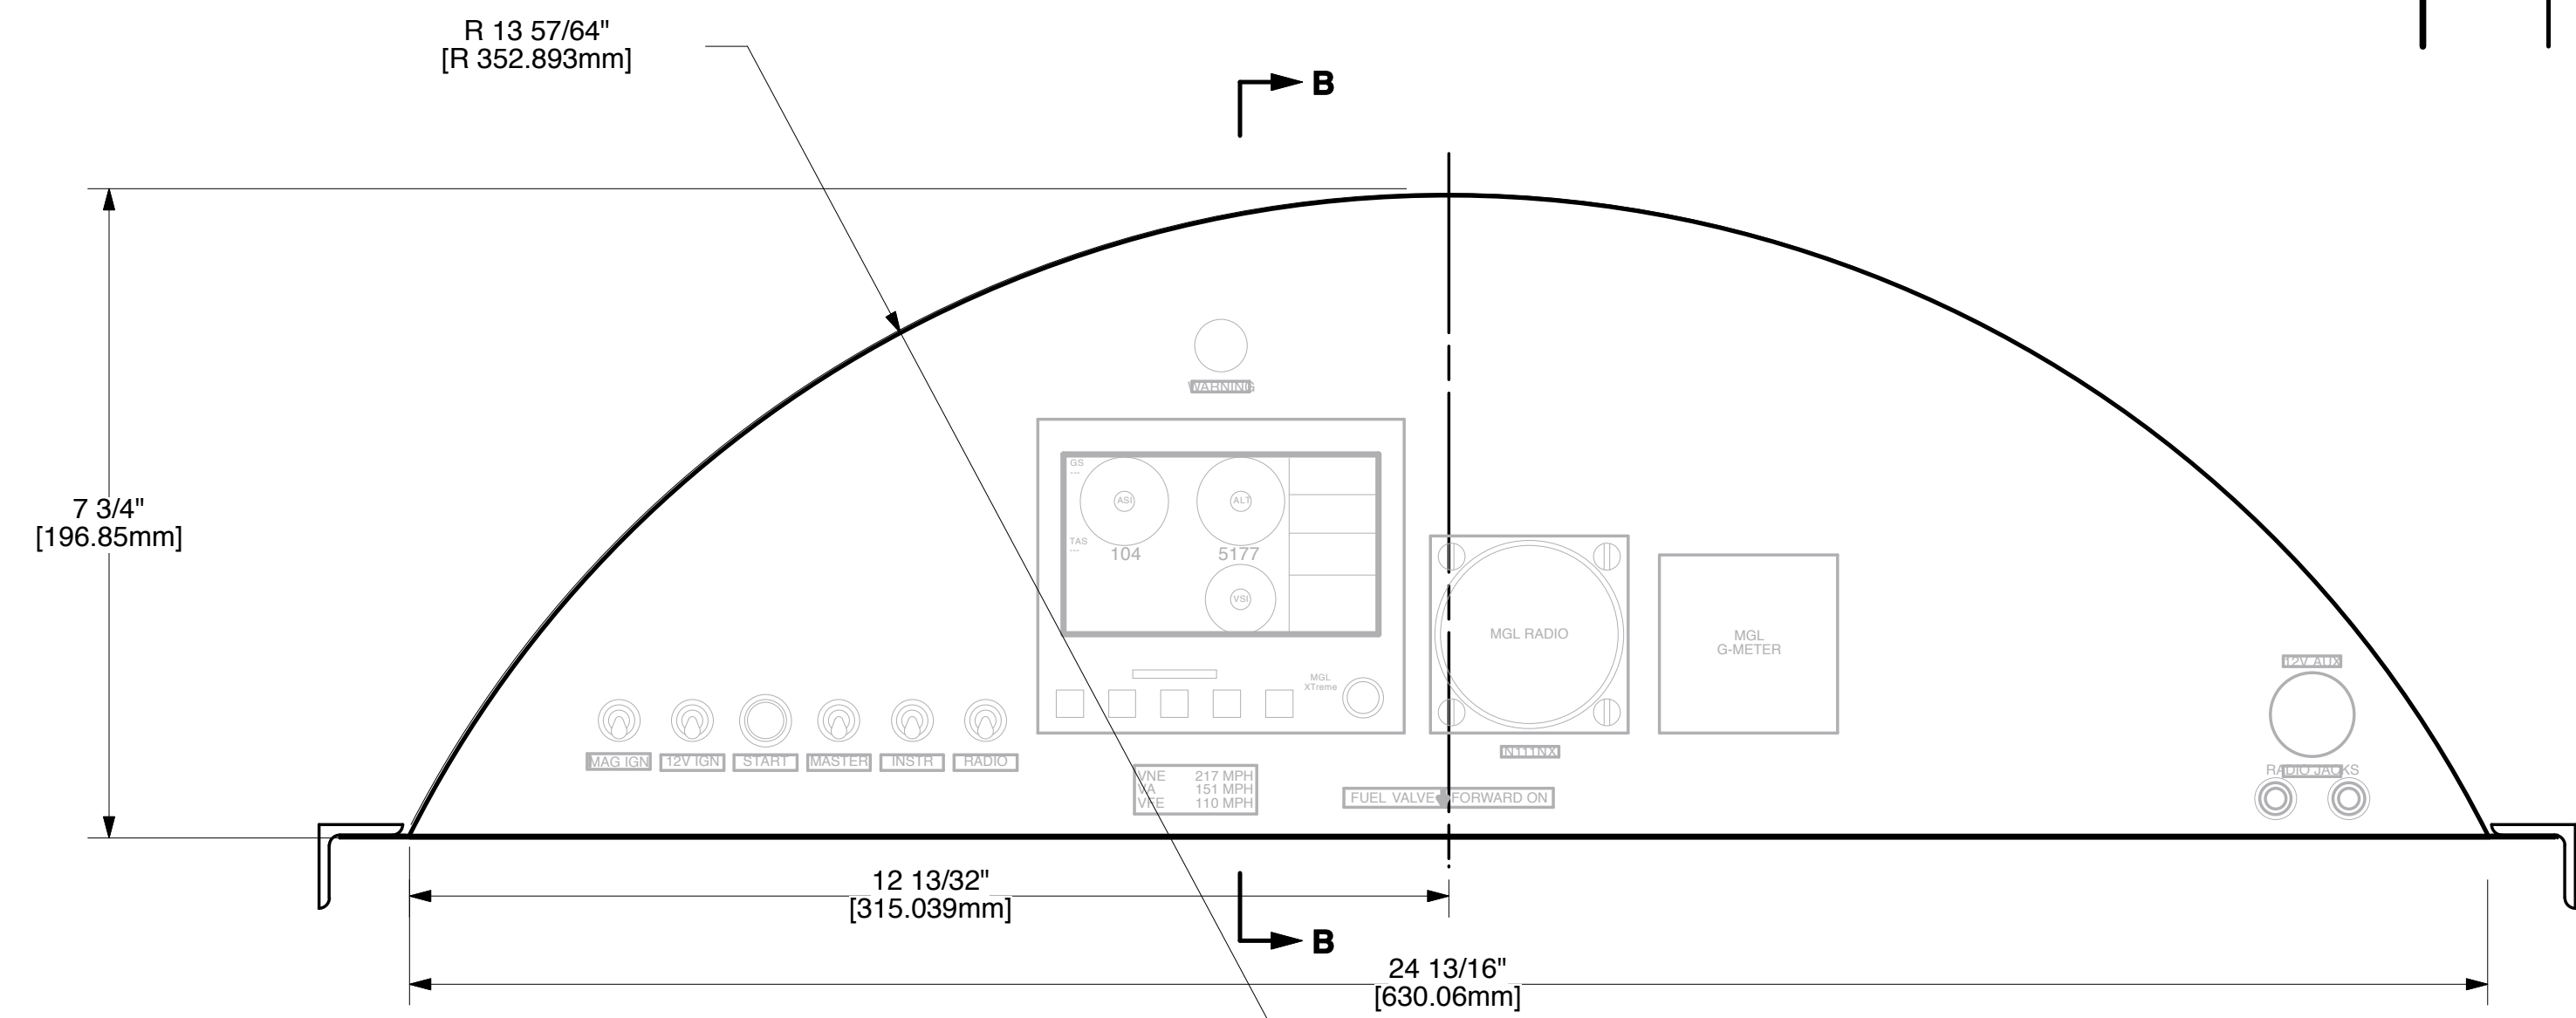 R 13 57/64"
[R 352.893mm]
B
WARNING
7 3/4"
[196.85mm]
GS
---
ASI
ALT
TAS
---
104
5177
VSI
MGL RADIO
MGL
G-METER
MGL
XTreme
12V AUX
MAG IGN
12V IGN
START
MASTER
INSTR
RADIO
N111NX
RADIO JACKS
VNE 217 MPH
VA 151 MPH
VFE 110 MPH
FUEL VALVE FORWARD ON
12 13/32"
[315.039mm]
B
24 13/16"
[630.06mm]